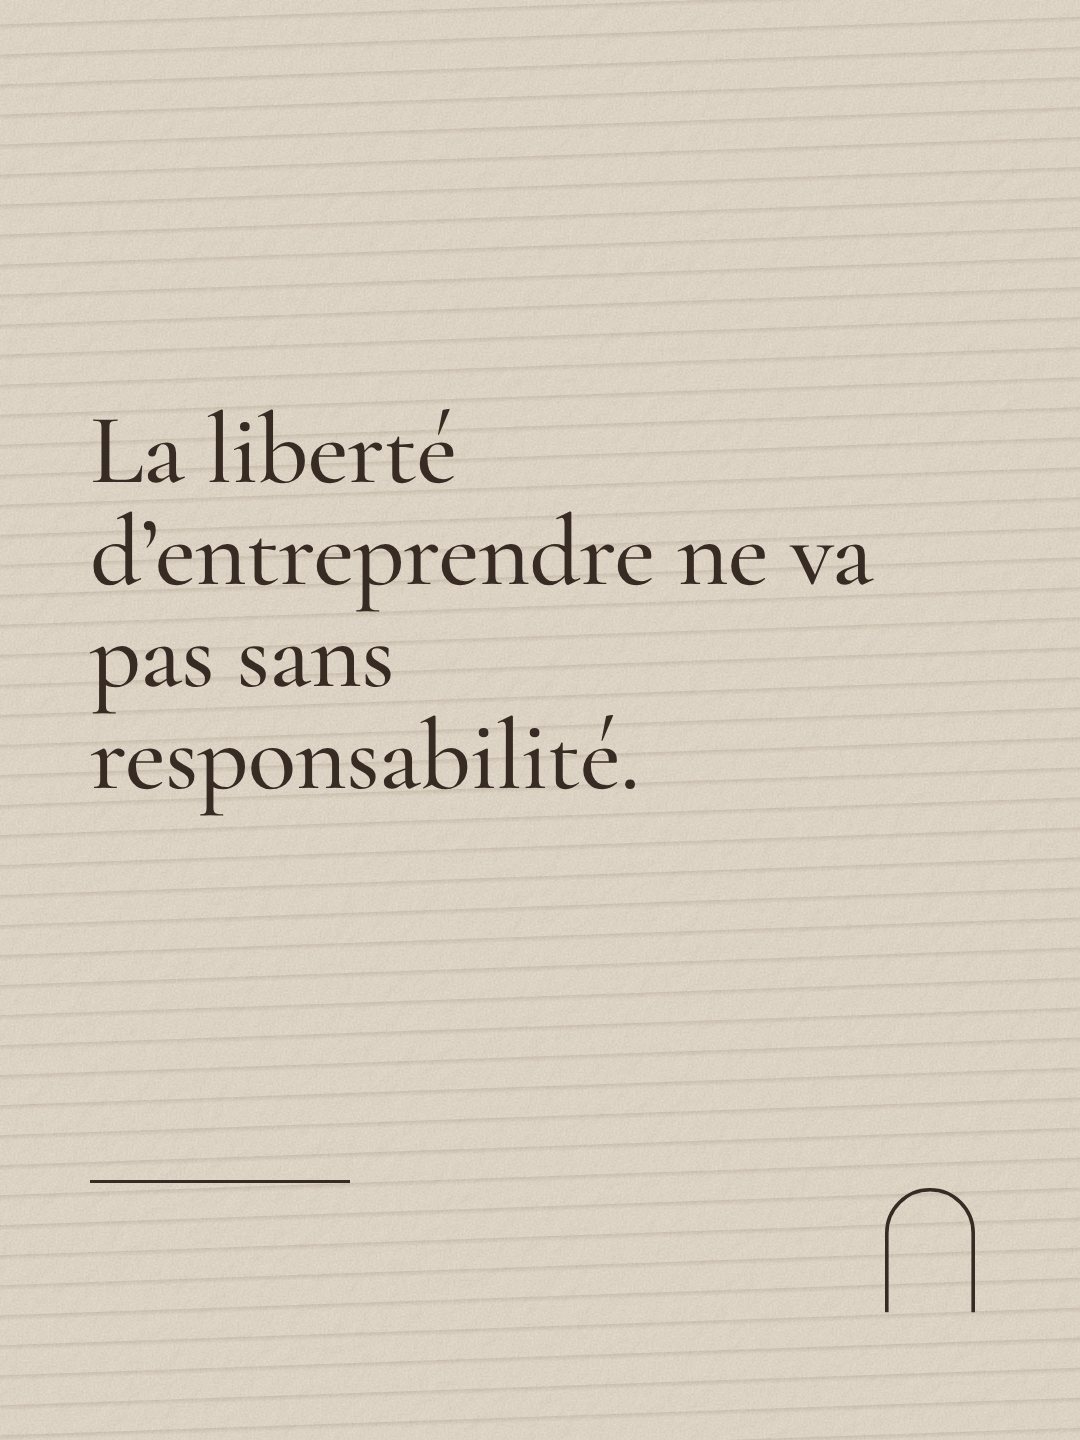 La liberté
d’entreprendre ne va
pas sans
responsabilité.